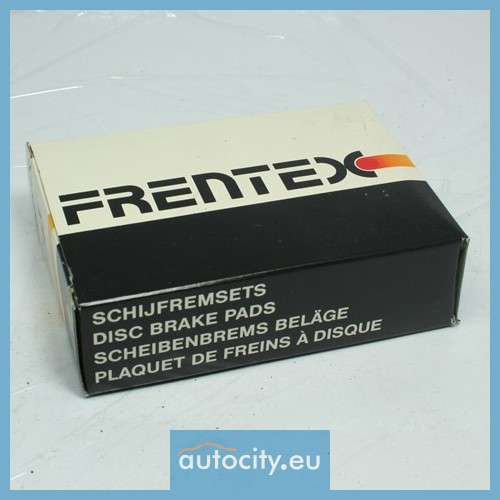 FRENTEX
SCHIJFREMSETS
DISC BRAKE PADS
SCHEIBENBREMS BELÄGE
PLAQUET DE FREINS À DISQUE
autocity.eu